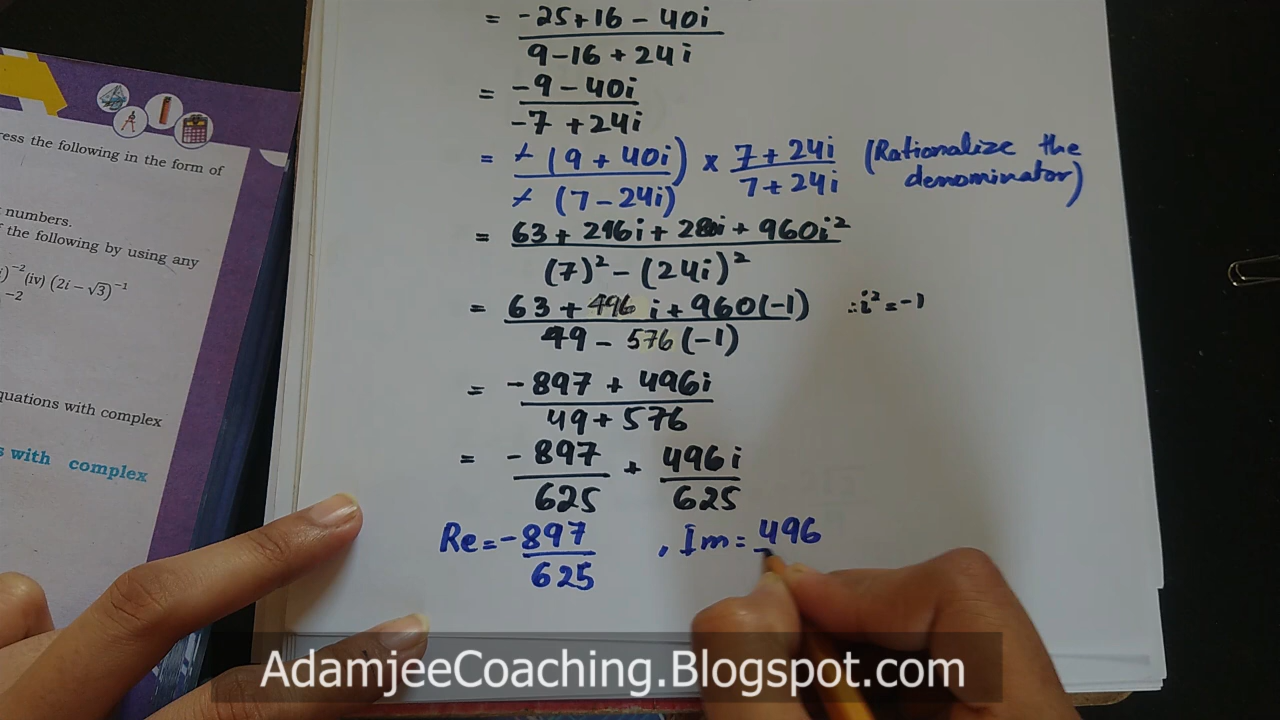 = -25+16-40i / 9-16+24i
= -9-40i / -7+24i
= -(9+40i) / -(7-24i) × 7+24i / 7+24i (Rationalize the denominator)
= 63+216i+280i+960i² / (7)²-(24i)²
= 63+496i+960(-1) / 49-576(-1) ∴i²=-1
= -897+496i / 49+576
= -897/625 + 496i/625
Re=-897/625 , Im=496
ress the following in the form of
numbers.
f the following by using any
i)⁻² (iv) (2i-√3)⁻¹
⁻²
quations with complex
s with complex
AdamjeeCoaching.Blogspot.com